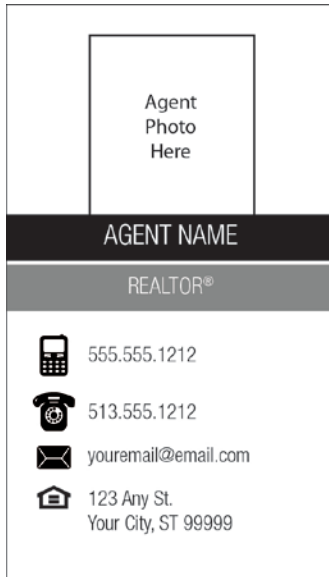 Agent
Photo
Here
AGENT NAME
REALTOR®
555.555.1212
513.555.1212
youremail@email.com
123 Any St.
Your City, ST 99999